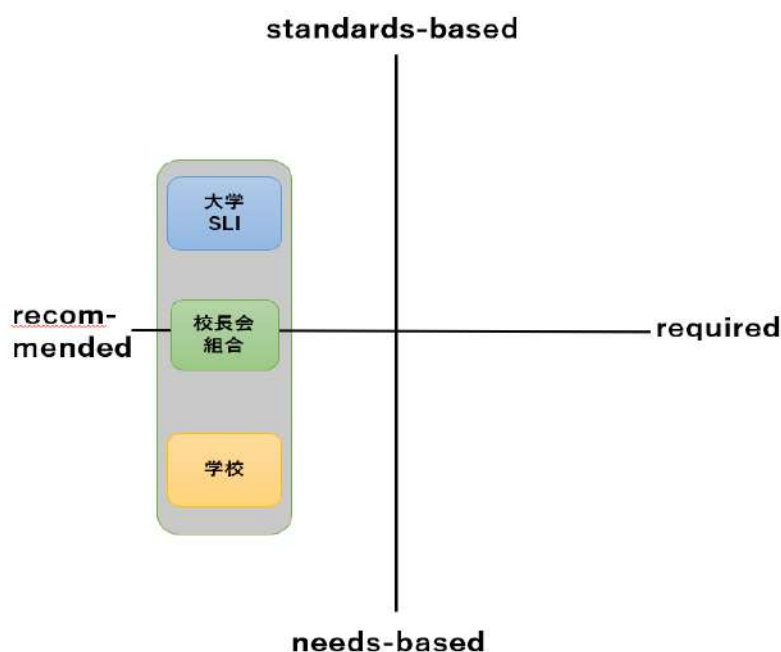 standards-based
大学
SLI
recom-
mended
校長会
組合
required
学校
needs-based